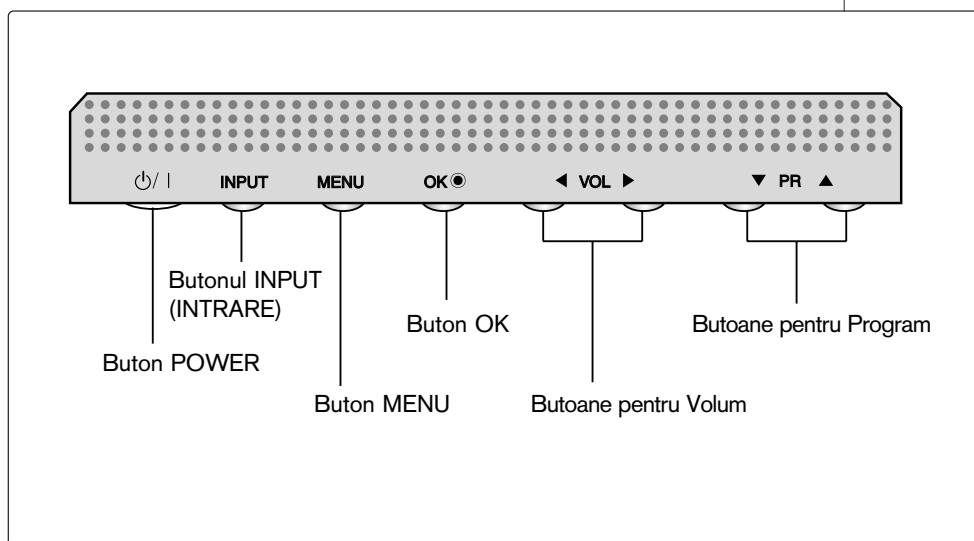 ⏻/ I INPUT MENU OK◉ ◀ VOL ▶ ▼ PR ▲
Butonul INPUT
(INTRARE)
Buton OK
Butoane pentru Program
Buton POWER
Buton MENU
Butoane pentru Volum